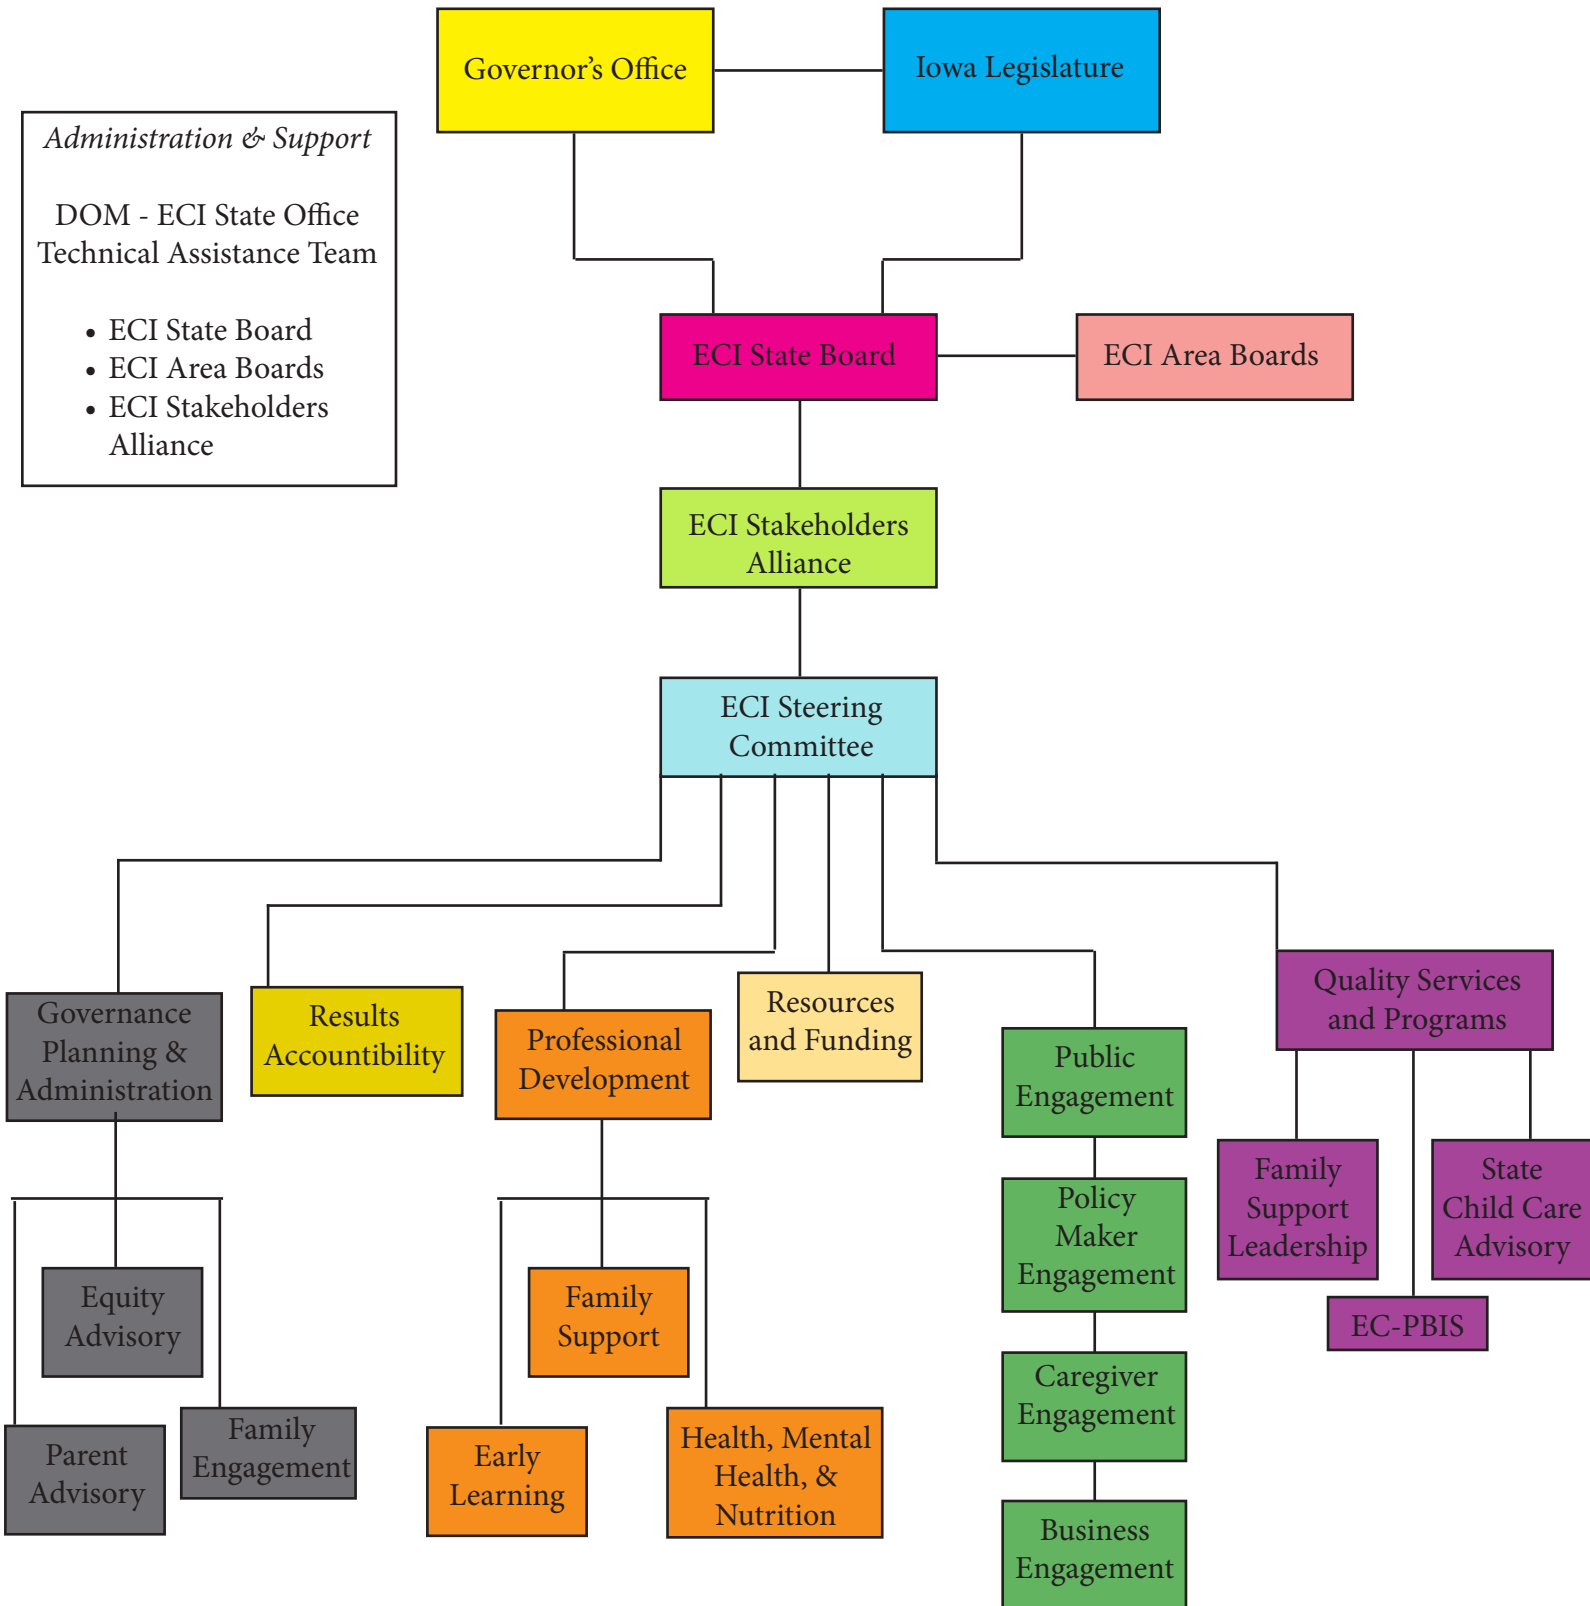 Governor’s Office
Iowa Legislature
Administration & Support
DOM - ECI State Office
Technical Assistance Team
• ECI State Board
• ECI Area Boards
• ECI Stakeholders
Alliance
ECI State Board
ECI Area Boards
ECI Stakeholders
Alliance
ECI Steering
Committee
Governance
Planning &
Administration
Results
Accountibility
Professional
Development
Resources
and Funding
Public
Engagement
Quality Services
and Programs
Equity
Advisory
Parent
Advisory
Family
Engagement
Family
Support
Early
Learning
Health, Mental
Health, &
Nutrition
Policy
Maker
Engagement
Caregiver
Engagement
Business
Engagement
Family
Support
Leadership
State
Child Care
Advisory
EC-PBIS